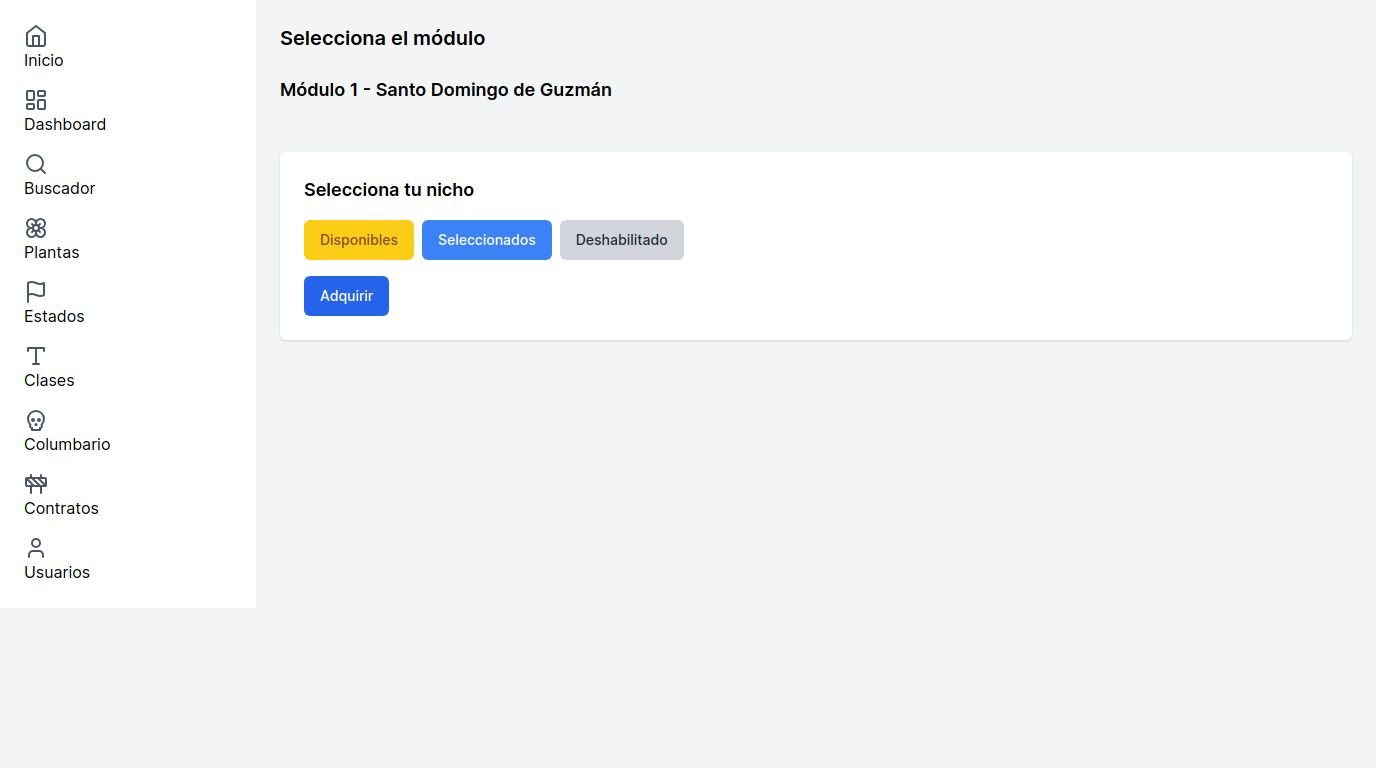 Inicio
Dashboard
Buscador
Plantas
Estados
Clases
Columbario
Contratos
Usuarios
Selecciona el módulo
Módulo 1 - Santo Domingo de Guzmán
Selecciona tu nicho
Disponibles Seleccionados Deshabilitado
Adquirir